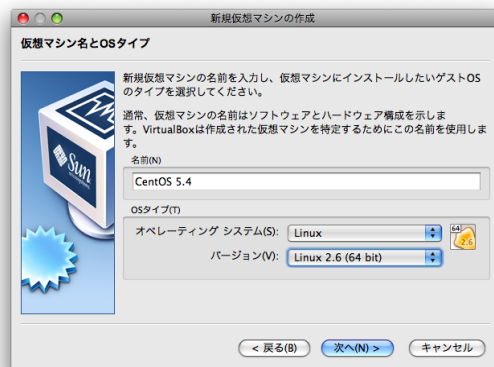 新規仮想マシンの作成
仮想マシン名とOSタイプ
新規仮想マシンの名前を入力し、仮想マシンにインストールしたいゲストOS
のタイプを選択してください。
通常、仮想マシンの名前はソフトウェアとハードウェア構成を示しま
す。VirtualBoxは作成された仮想マシンを特定するためにこの名前を使用しま
す。
名前(N)
CentOS 5.4
OSタイプ(T)
オペレーティング システム(S): Linux
64
2.6
バージョン(V): Linux 2.6 (64 bit)
Sun
< 戻る(B) 次へ(N) > キャンセル